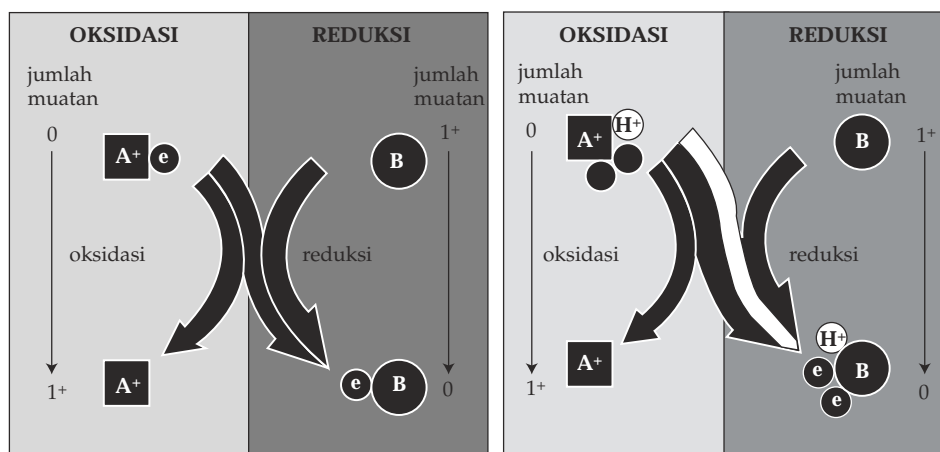 OKSIDASI
REDUKSI
jumlah
muatan
jumlah
muatan
0
1+
A+
e
B
oksidasi
reduksi
1+
A+
e
B
0
OKSIDASI
REDUKSI
jumlah
muatan
jumlah
muatan
0
1+
H+
A+
B
oksidasi
reduksi
H+
1+
A+
e
B
e
0